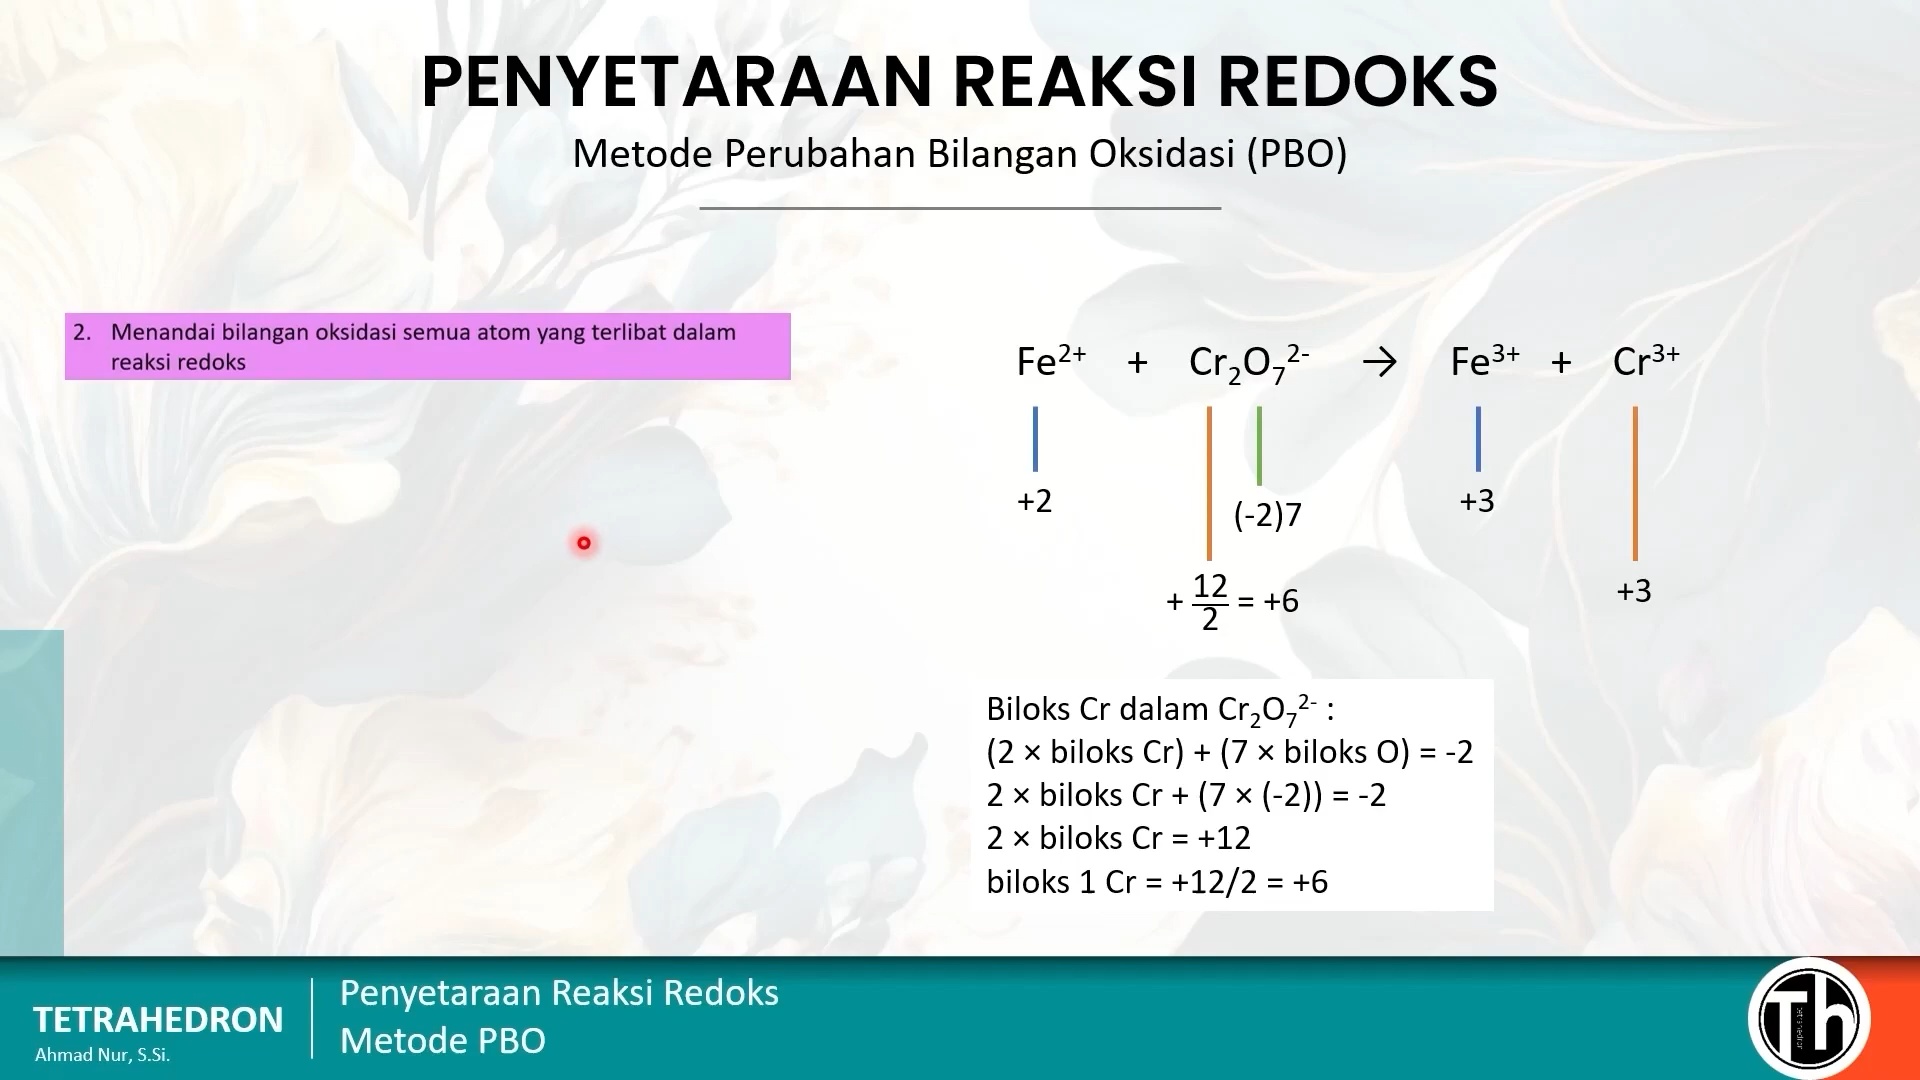 PENYETARAAN REAKSI REDOKS
Metode Perubahan Bilangan Oksidasi (PBO)
2. Menandai bilangan oksidasi semua atom yang terlibat dalam
reaksi redoks
Fe²⁺ + Cr₂O₇²⁻ → Fe³⁺ + Cr³⁺
+2 (-2)7 +3
+ 12/2 = +6 +3
Biloks Cr dalam Cr₂O₇²⁻ :
(2 × biloks Cr) + (7 × biloks O) = -2
2 × biloks Cr + (7 × (-2)) = -2
2 × biloks Cr = +12
biloks 1 Cr = +12/2 = +6
TETRAHEDRON
Ahmad Nur, S.Si.
Penyetaraan Reaksi Redoks
Metode PBO
Th